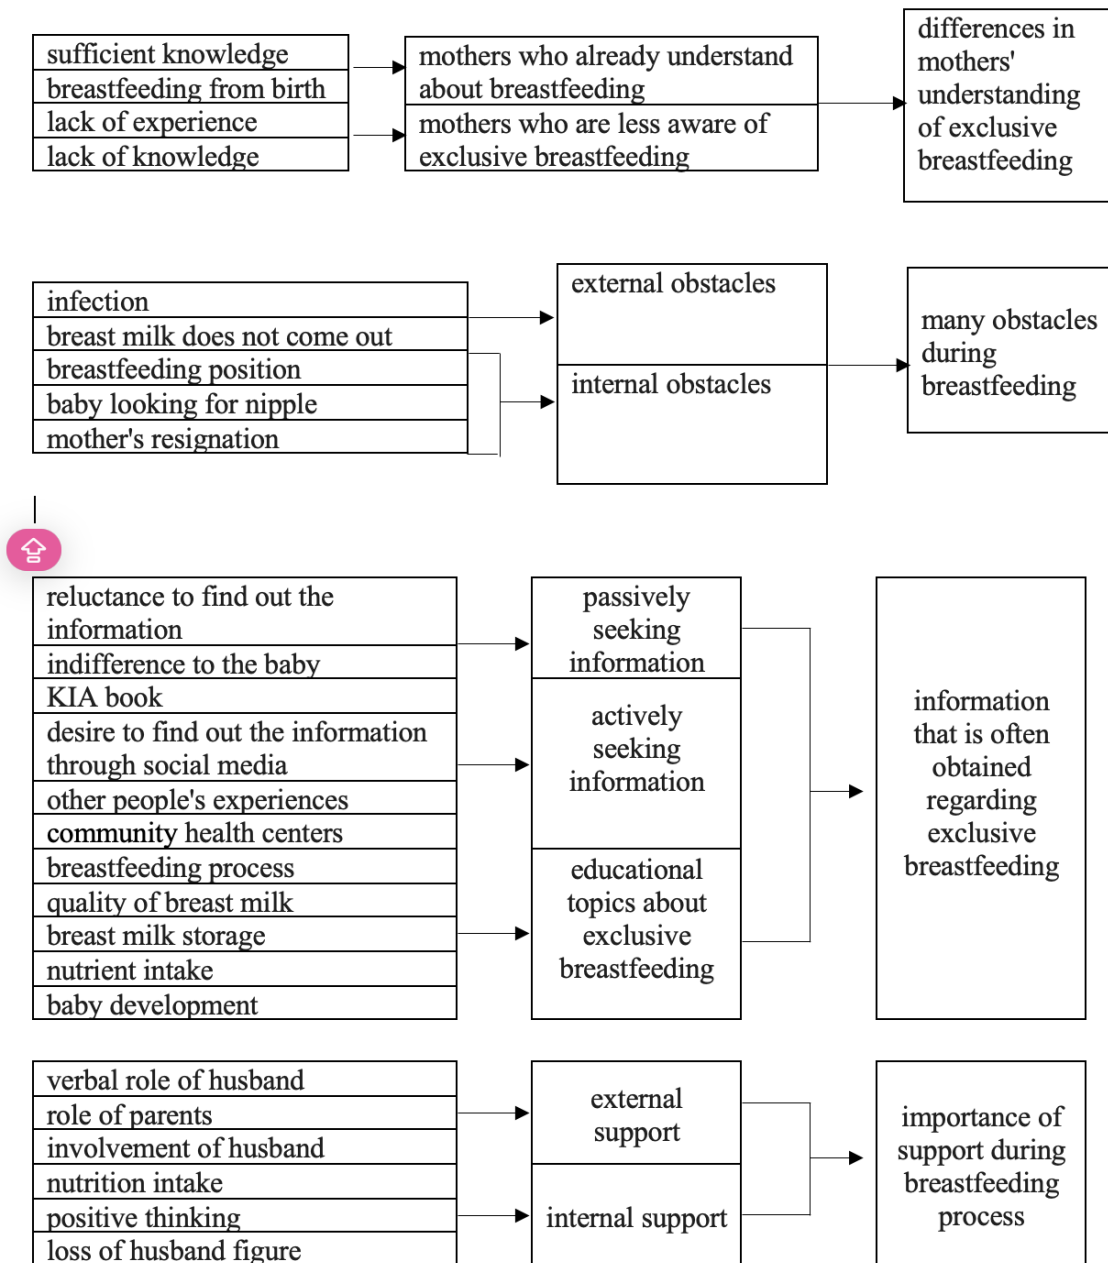 sufficient knowledge
breastfeeding from birth
lack of experience
lack of knowledge
mothers who already understand
about breastfeeding
mothers who are less aware of
exclusive breastfeeding
differences in
mothers'
understanding
of exclusive
breastfeeding
infection
breast milk does not come out
breastfeeding position
baby looking for nipple
mother's resignation
external obstacles
internal obstacles
many obstacles
during
breastfeeding
reluctance to find out the
information
indifference to the baby
KIA book
desire to find out the information
through social media
other people's experiences
community health centers
breastfeeding process
quality of breast milk
breast milk storage
nutrient intake
baby development
passively
seeking
information
actively
seeking
information
educational
topics about
exclusive
breastfeeding
information
that is often
obtained
regarding
exclusive
breastfeeding
verbal role of husband
role of parents
involvement of husband
nutrition intake
positive thinking
loss of husband figure
external
support
internal support
importance of
support during
breastfeeding
process